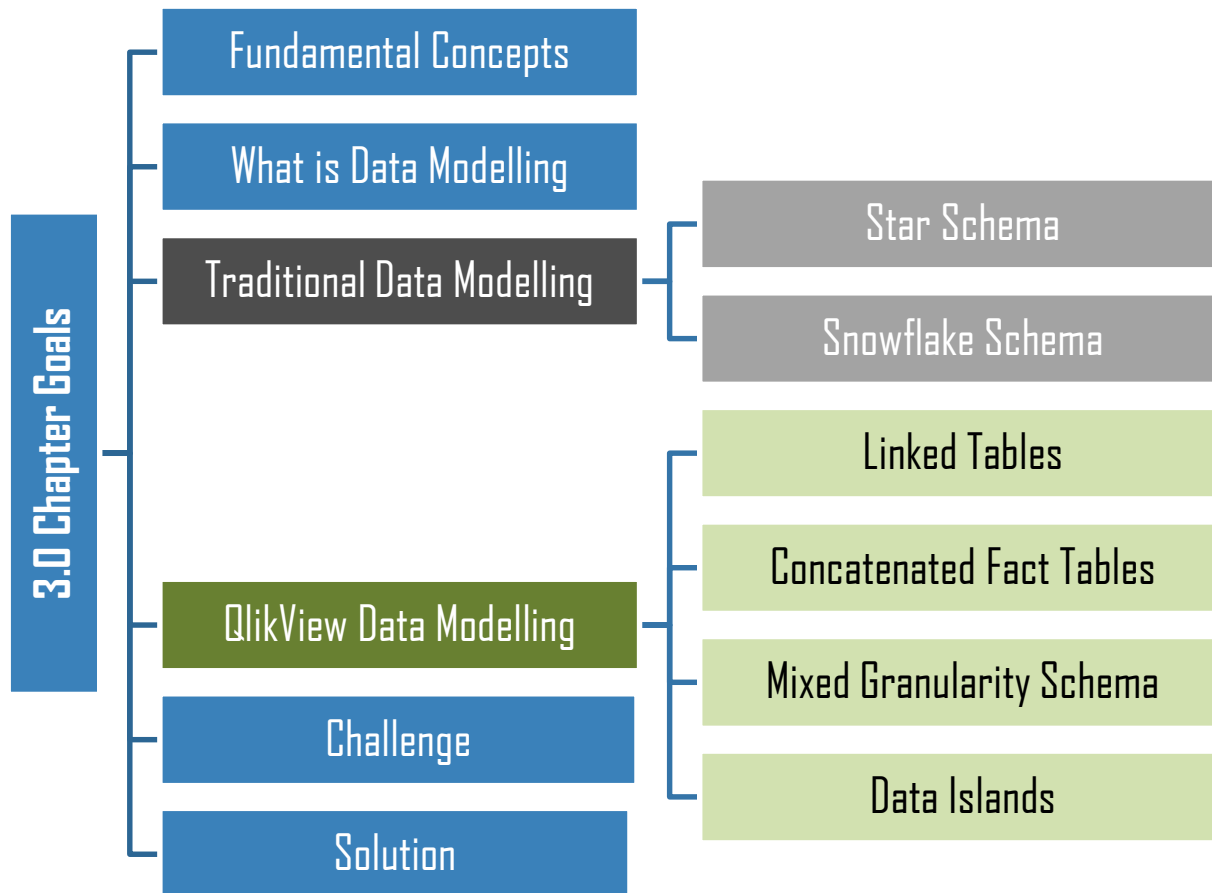 3.0 Chapter Goals
Fundamental Concepts
What is Data Modelling
Traditional Data Modelling
Star Schema
Snowflake Schema
QlikView Data Modelling
Linked Tables
Concatenated Fact Tables
Mixed Granularity Schema
Data Islands
Challenge
Solution